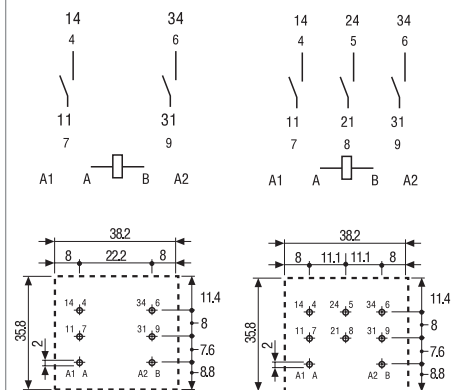 14 34 14 24 34
4 6 4 5 6
11 31 11 21 31
7 9 7 8 9
A1 A B A2 A1 A B A2
38.2 38.2
8 22.2 8 8 11.1 11.1 8
11.4 11.4
14 4 34 6 14 4 24 5 34 6
35.8 8 35.8 8
11 7 31 9 11 7 21 8 31 9
2 7.6 2 7.6
A1 A A2 B 8.8 A1 A A2 B 8.8